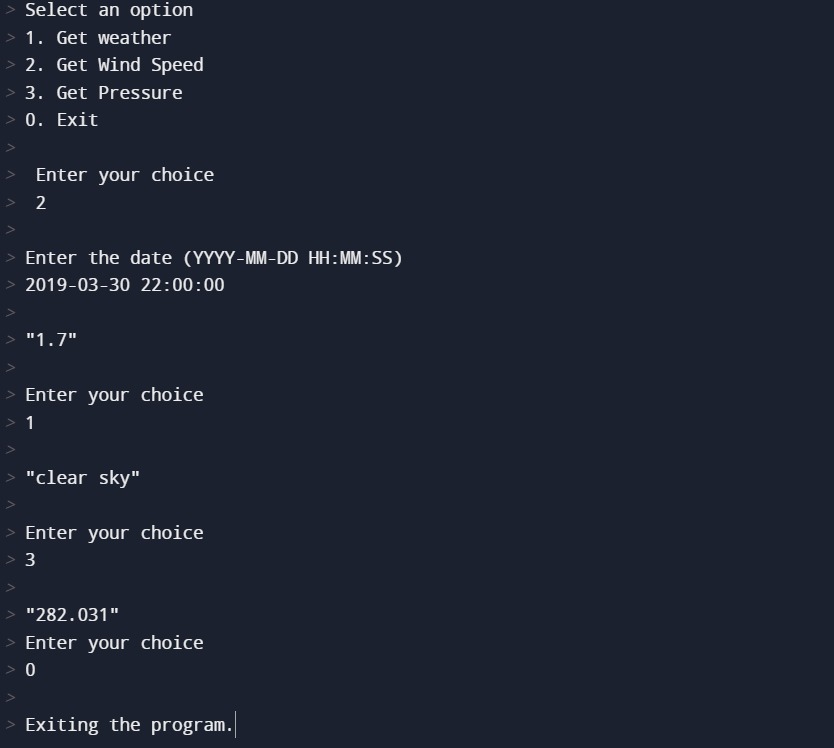 > Select an option
> 1. Get weather
> 2. Get Wind Speed
> 3. Get Pressure
> 0. Exit
>
> Enter your choice
> 2
>
> Enter the date (YYYY-MM-DD HH:MM:SS)
> 2019-03-30 22:00:00
>
> "1.7"
>
> Enter your choice
> 1
>
> "clear sky"
>
> Enter your choice
> 3
>
> "282.031"
> Enter your choice
> 0
>
> Exiting the program.